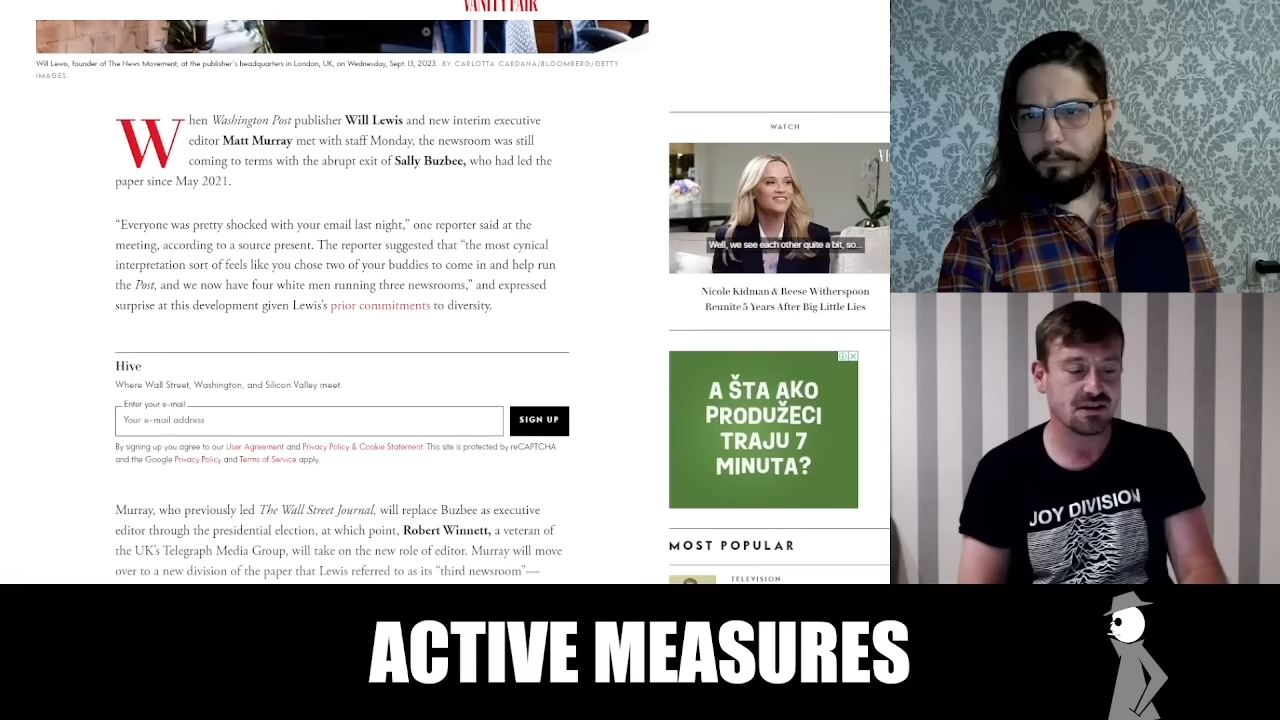 VANITY FAIR
Will Lewis, founder of The News Movement, at the publisher's headquarters in London, UK, on Wednesday, Sept. 13, 2023. BY CARLOTTA CARDANA/BLOOMBERG/GETTY
IMAGES.
When Washington Post publisher Will Lewis and new interim executive
editor Matt Murray met with staff Monday, the newsroom was still
coming to terms with the abrupt exit of Sally Buzbee, who had led the
paper since May 2021.
“Everyone was pretty shocked with your email last night,” one reporter said at the
meeting, according to a source present. The reporter suggested that “the most cynical
interpretation sort of feels like you chose two of your buddies to come in and help run
the Post, and we now have four white men running three newsrooms,” and expressed
surprise at this development given Lewis's prior commitments to diversity.
Hive
Where Wall Street, Washington, and Silicon Valley meet.
Enter your e-mail
Your e-mail address
SIGN UP
By signing up you agree to our User Agreement and Privacy Policy & Cookie Statement. This site is protected by reCAPTCHA
and the Google Privacy Policy and Terms of Service apply.
Murray, who previously led The Wall Street Journal, will replace Buzbee as executive
editor through the presidential election, at which point, Robert Winnett, a veteran of
the UK's Telegraph Media Group, will take on the new role of editor. Murray will move
over to a new division of the paper that Lewis referred to as its “third newsroom”—
WATCH
Well, we see each other quite a bit, so...
Nicole Kidman & Reese Witherspoon
Reunite 5 Years After Big Little Lies
A ŠTA AKO
PRODUŽECI
TRAJU 7
MINUTA?
MOST POPULAR
TELEVISION
JOY DIVISION
ACTIVE MEASURES